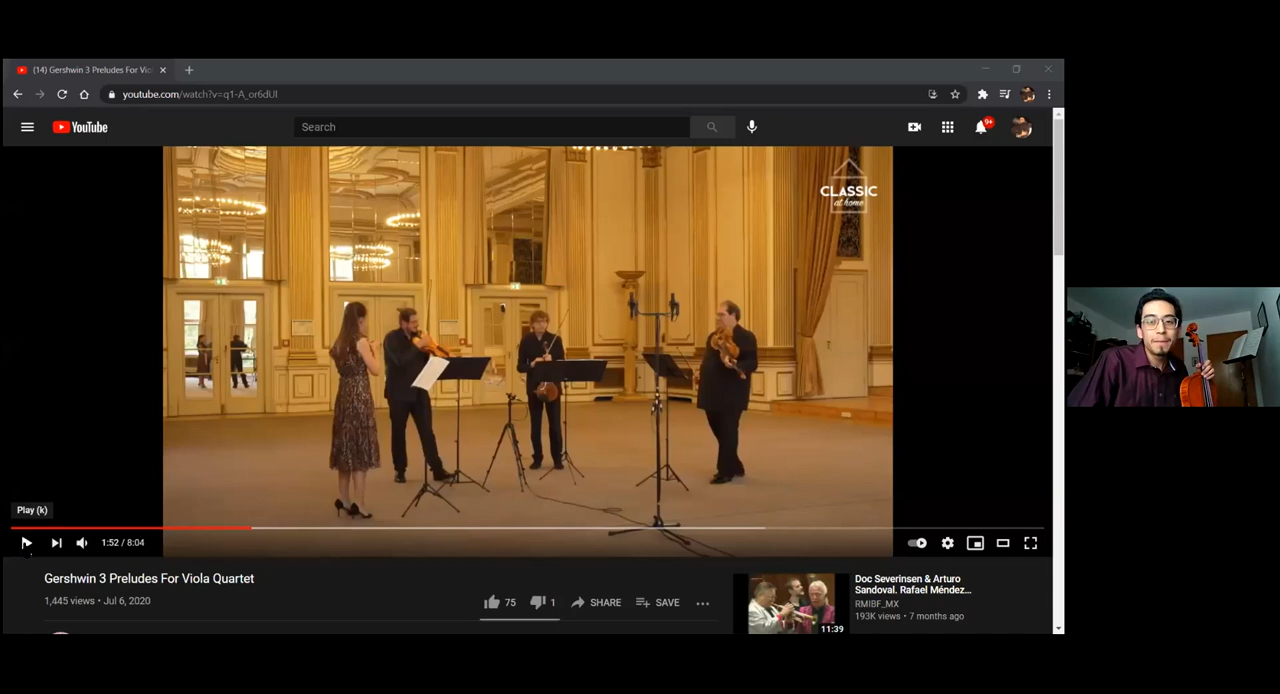 (14) Gershwin 3 Preludes For Vio
youtube.com/watch?v=q1-A_or6dUI
YouTube
Search
9+
CLASSIC
at home
Play (k)
1:52 / 8:04
Gershwin 3 Preludes For Viola Quartet
1,445 views • Jul 6, 2020
75
1
SHARE
SAVE
Doc Severinsen & Arturo
Sandoval. Rafael Méndez...
RMIBF_MX
193K views • 7 months ago
11:39